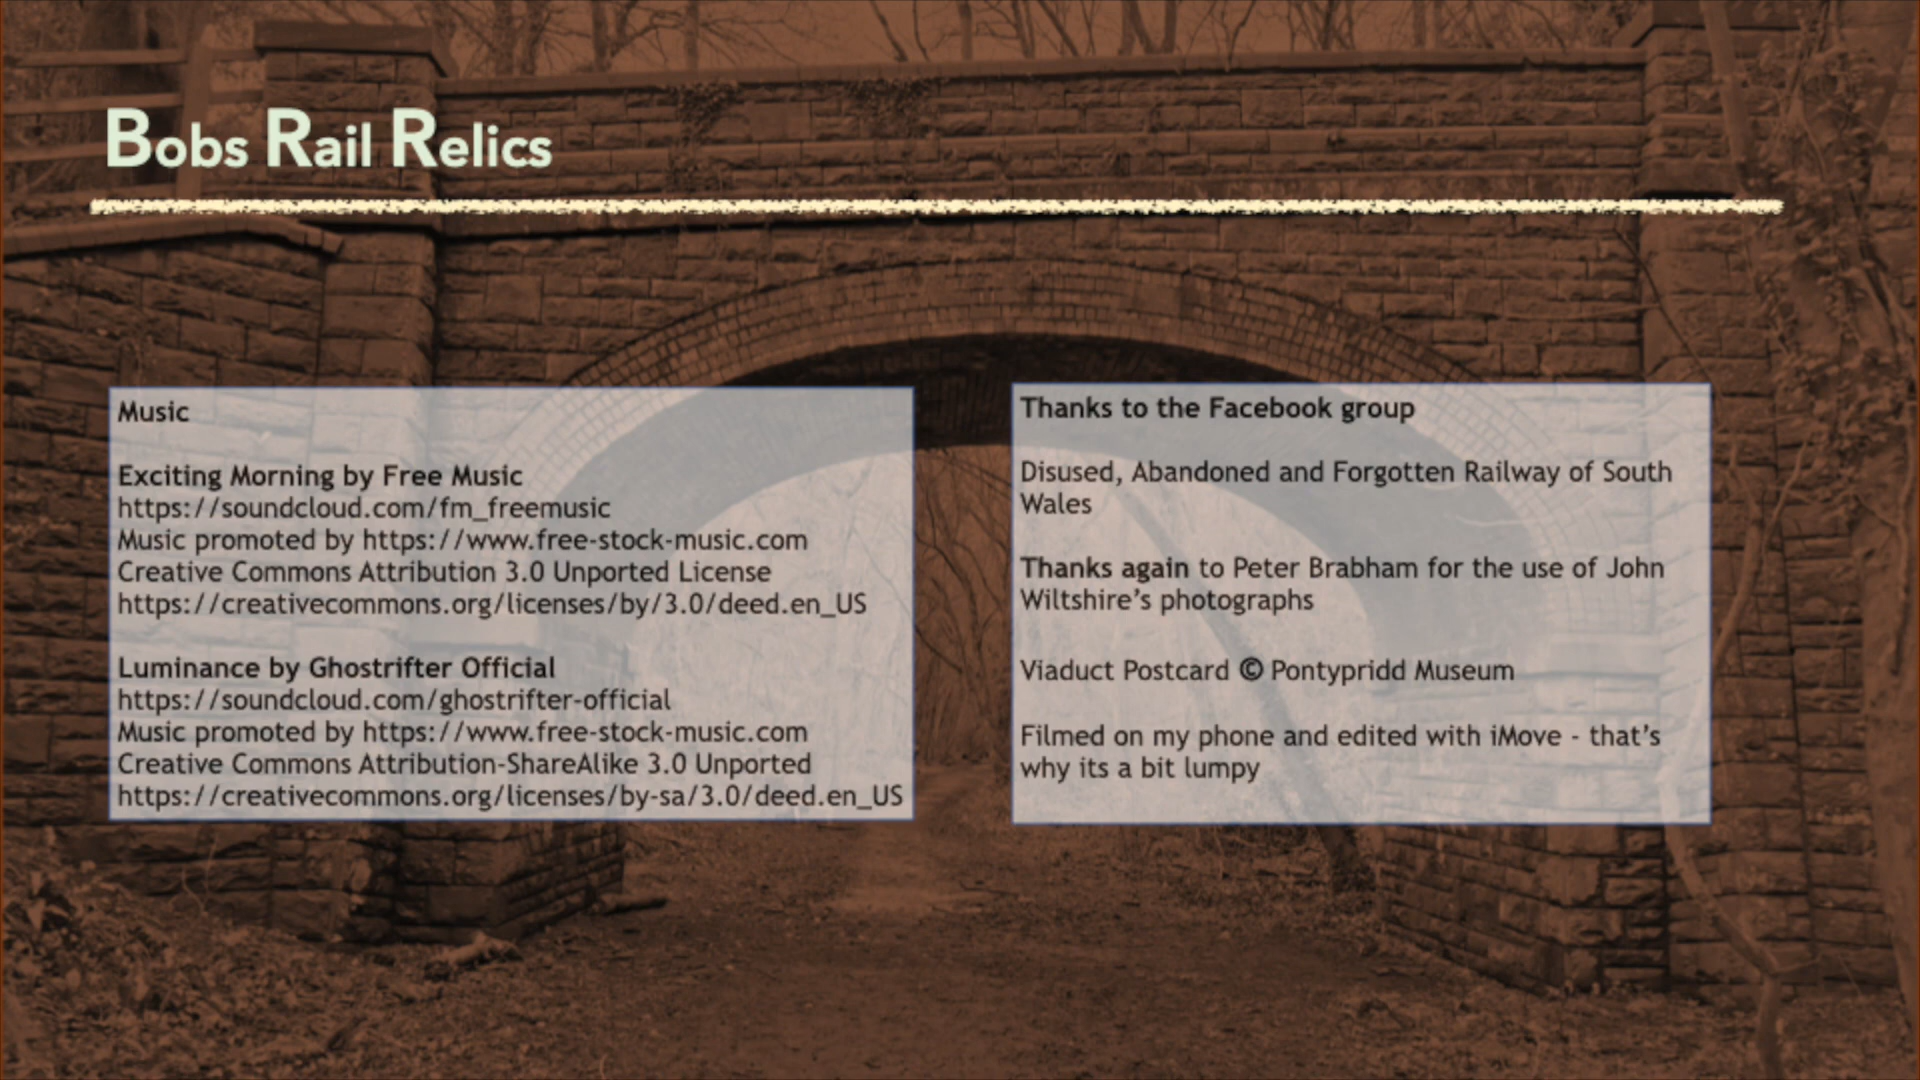 Bobs Rail Relics
Music
Exciting Morning by Free Music
https://soundcloud.com/fm_freemusic
Music promoted by https://www.free-stock-music.com
Creative Commons Attribution 3.0 Unported License
https://creativecommons.org/licenses/by/3.0/deed.en_US
Luminance by Ghostrifter Official
https://soundcloud.com/ghostrifter-official
Music promoted by https://www.free-stock-music.com
Creative Commons Attribution-ShareAlike 3.0 Unported
https://creativecommons.org/licenses/by-sa/3.0/deed.en_US
Thanks to the Facebook group
Disused, Abandoned and Forgotten Railway of South
Wales
Thanks again to Peter Brabham for the use of John
Wiltshire’s photographs
Viaduct Postcard © Pontypridd Museum
Filmed on my phone and edited with iMove - that’s
why its a bit lumpy